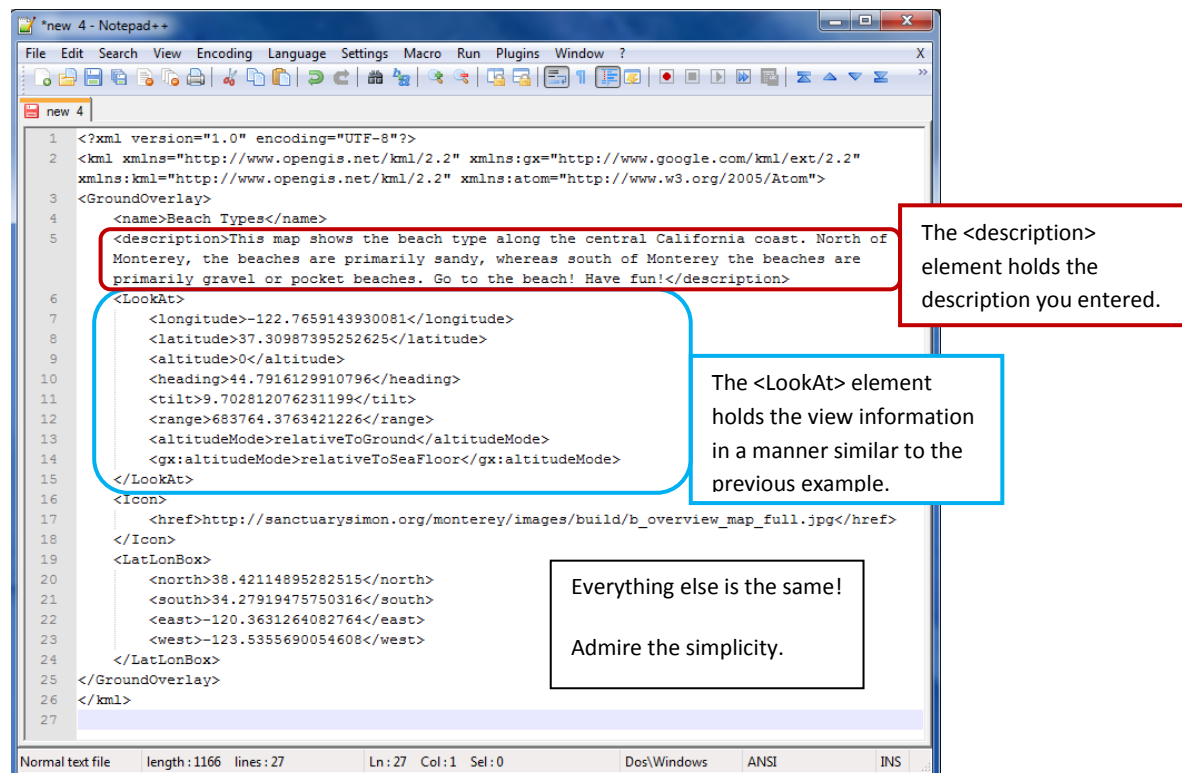 *new  4 - Notepad++
File Edit Search View Encoding Language Settings Macro Run Plugins Window ? X
new 4
1 <?xml version="1.0" encoding="UTF-8"?>
2 <kml xmlns="http://www.opengis.net/kml/2.2" xmlns:gx="http://www.google.com/kml/ext/2.2"
xmlns:kml="http://www.opengis.net/kml/2.2" xmlns:atom="http://www.w3.org/2005/Atom">
3 <GroundOverlay>
4 <name>Beach Types</name>
5 <description>This map shows the beach type along the central California coast. North of
Monterey, the beaches are primarily sandy, whereas south of Monterey the beaches are
primarily gravel or pocket beaches. Go to the beach! Have fun!</description>
6 <LookAt>
7 <longitude>-122.7659143930081</longitude>
8 <latitude>37.30987395252625</latitude>
9 <altitude>0</altitude>
10 <heading>44.7916129910796</heading>
11 <tilt>9.702812076231199</tilt>
12 <range>683764.3763421226</range>
13 <altitudeMode>relativeToGround</altitudeMode>
14 <gx:altitudeMode>relativeToSeaFloor</gx:altitudeMode>
15 </LookAt>
16 <Icon>
17 <href>http://sanctuarysimon.org/monterey/images/build/b_overview_map_full.jpg</href>
18 </Icon>
19 <LatLonBox>
20 <north>38.42114895282515</north>
21 <south>34.27919475750316</south>
22 <east>-120.3631264082764</east>
23 <west>-123.5355690054608</west>
24 </LatLonBox>
25 </GroundOverlay>
26 </kml>
27
The <description>
element holds the
description you entered.
The <LookAt> element
holds the view information
in a manner similar to the
previous example.
Everything else is the same!
Admire the simplicity.
Normal text file length : 1166 lines : 27 Ln : 27 Col : 1 Sel : 0 Dos\Windows ANSI INS